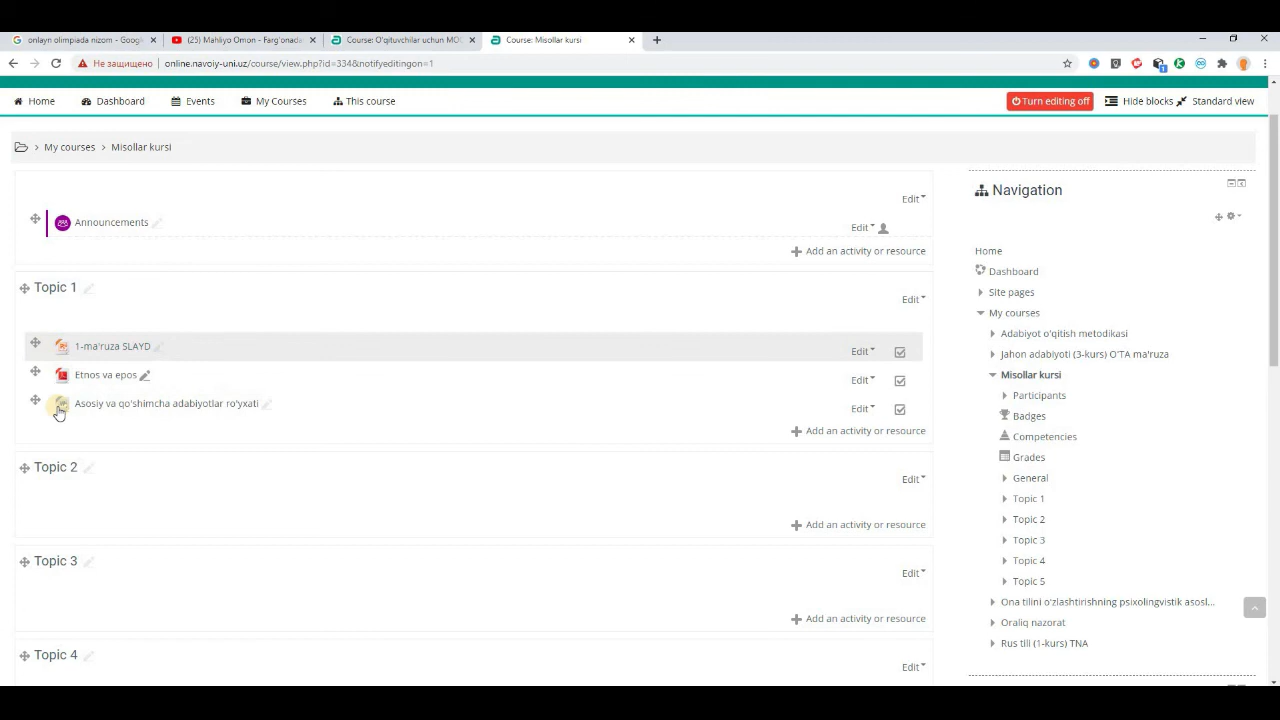 onlayn olimpiada nizom - Googl
(25) Mahliyo Omon - Farg'onada
Course: O'qituvchilar uchun MO
Course: Misollar kursi
Не защищено
online.navoiy-uni.uz/course/view.php?id=334&notifyeditingon=1
Home
Dashboard
Events
My Courses
This course
Turn editing off
Hide blocks
Standard view
My courses
Misollar kursi
Edit
Announcements
Edit
Add an activity or resource
Topic 1
Edit
1-ma'ruza SLAYD
Edit
Etnos va epos
Edit
Asosiy va qo'shimcha adabiyotlar ro'yxati
Edit
Add an activity or resource
Topic 2
Edit
Add an activity or resource
Topic 3
Edit
Add an activity or resource
Topic 4
Edit
Navigation
Home
Dashboard
Site pages
My courses
Adabiyot o'qitish metodikasi
Jahon adabiyoti (3-kurs) O'TA ma'ruza
Misollar kursi
Participants
Badges
Competencies
Grades
General
Topic 1
Topic 2
Topic 3
Topic 4
Topic 5
Ona tilini o'zlashtirishning psixolingvistik asosl...
Oraliq nazorat
Rus tili (1-kurs) TNA